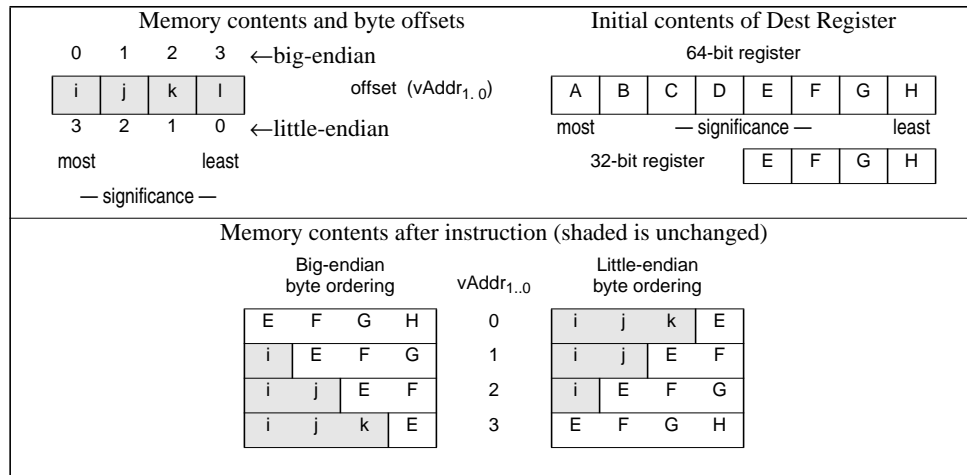 Memory contents and byte offsets
Initial contents of Dest Register
0 1 2 3 ←big-endian
i j k l
offset (vAddr1. 0)
3 2 1 0 ←little-endian
most least
— significance —
64-bit register
A B C D E F G H
most — significance — least
32-bit register E F G H
Memory contents after instruction (shaded is unchanged)
Big-endian byte ordering vAddr1..0 Little-endian byte ordering
E F G H 0 i j k E
i E F G 1 i j E F
i j E F 2 i E F G
i j k E 3 E F G H